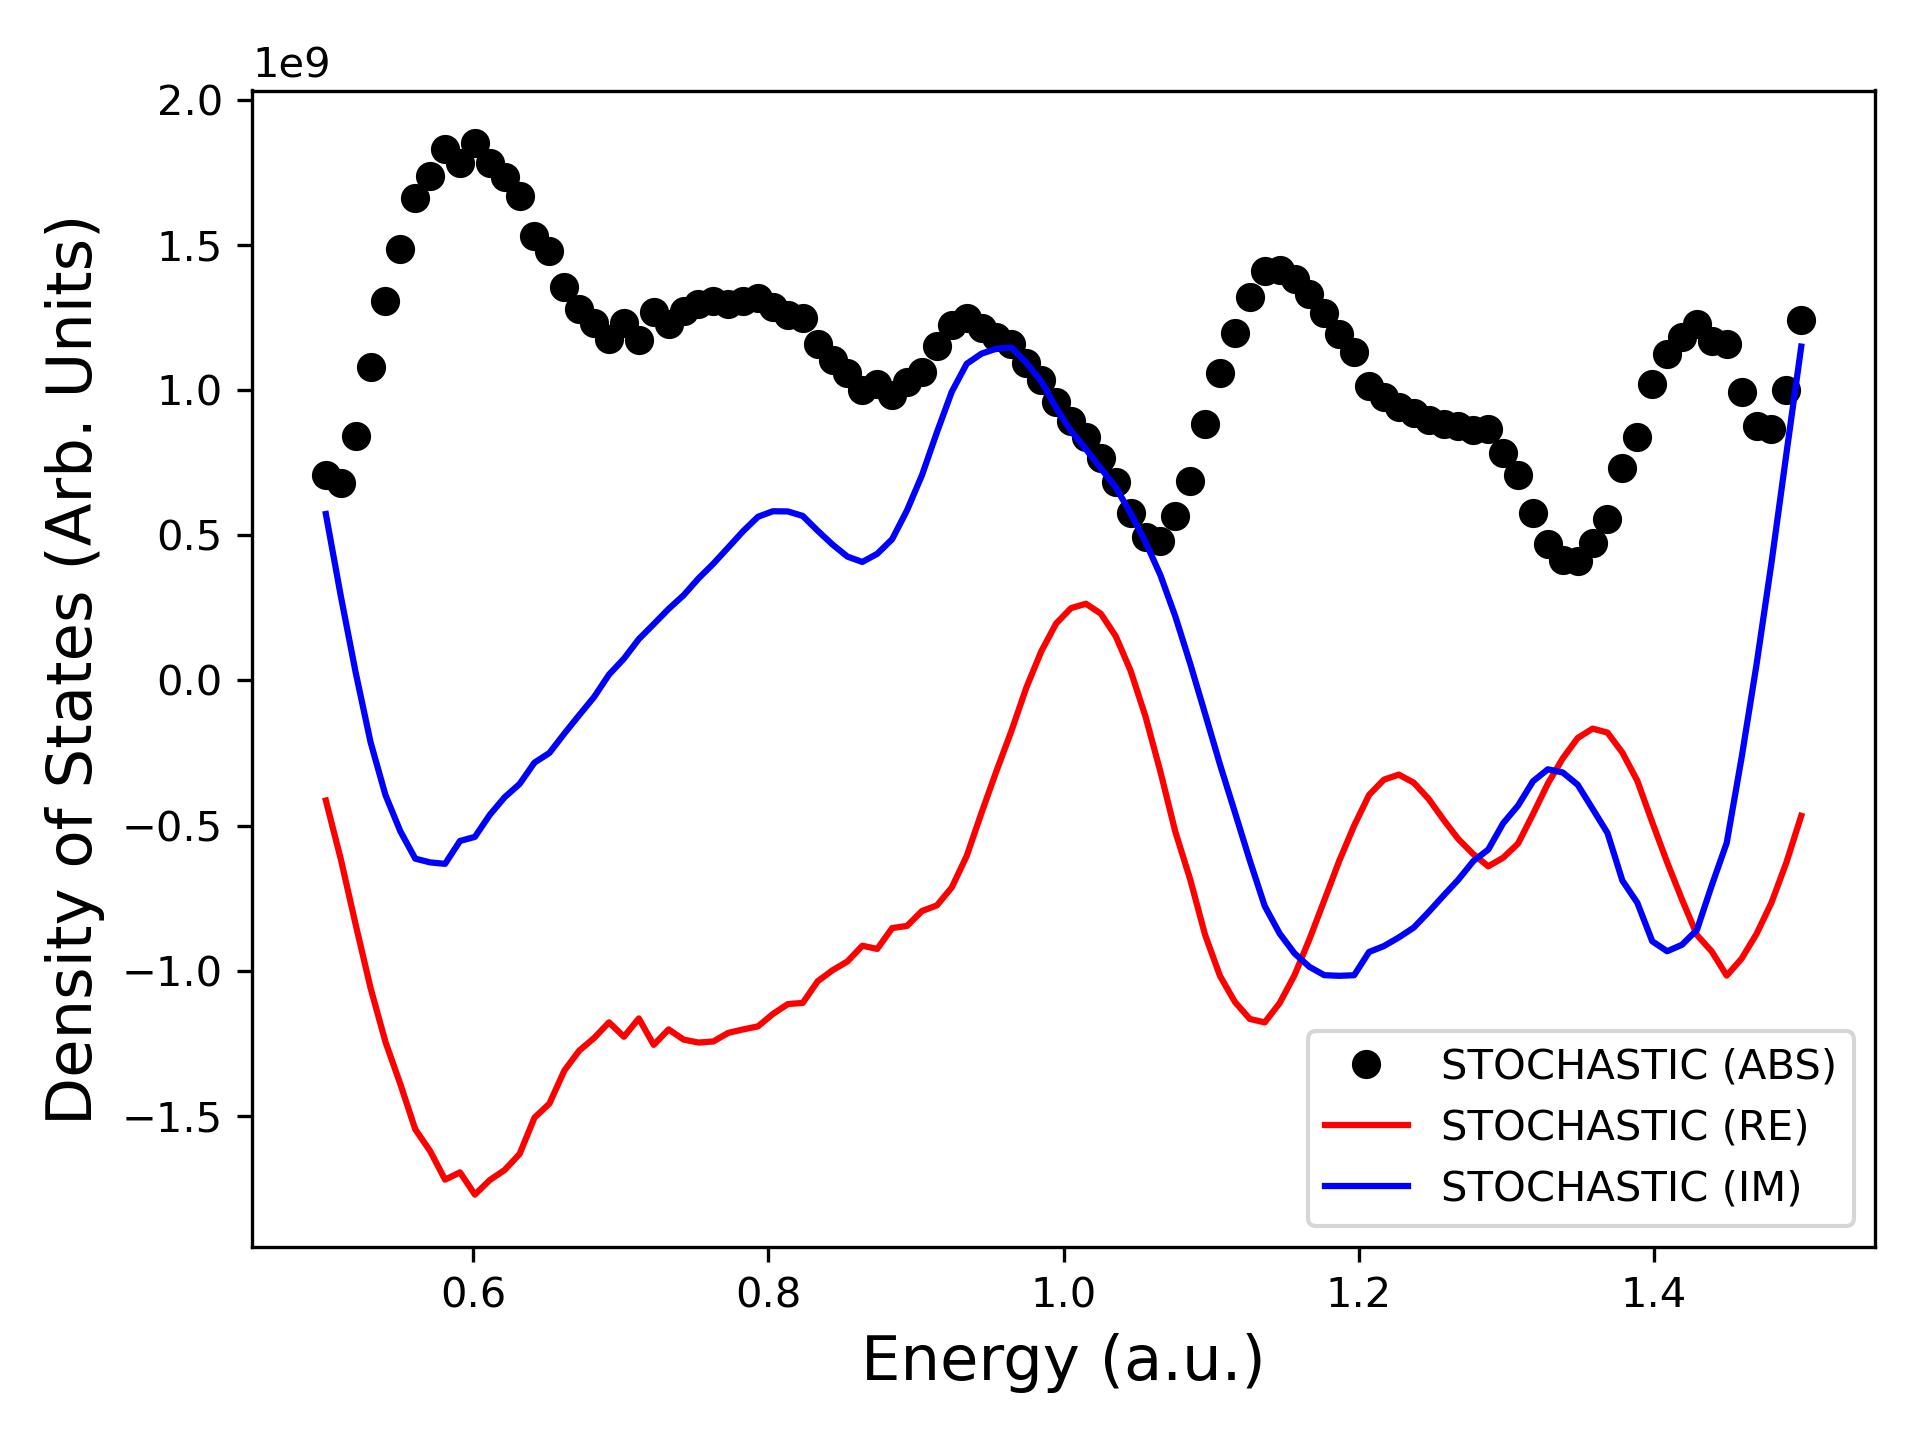 1e9
2.0
1.5
1.0
0.5
0.0
−0.5
−1.0
−1.5
Density of States (Arb. Units)
STOCHASTIC (ABS)
STOCHASTIC (RE)
STOCHASTIC (IM)
0.6 0.8 1.0 1.2 1.4
Energy (a.u.)